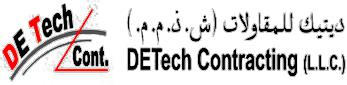 DE Tech
Cont.
ديتيك للمقاولات (ش.ذ.م.م.)
DETech Contracting (L.L.C.)